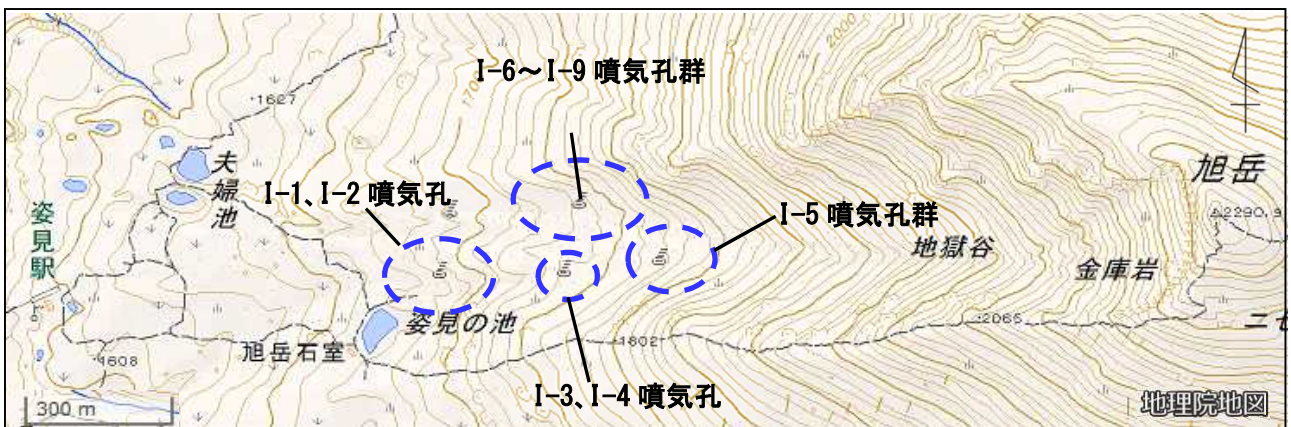 I-6～I-9 噴気孔群
2000
1700
・1627
夫婦池
I-1、I-2 噴気孔
旭岳
△2290.9
I-5 噴気孔群
姿見駅
地獄谷
金庫岩
姿見の池
・2065
・1802
旭岳石室
・1608
I-3、I-4 噴気孔
300 m
地理院地図